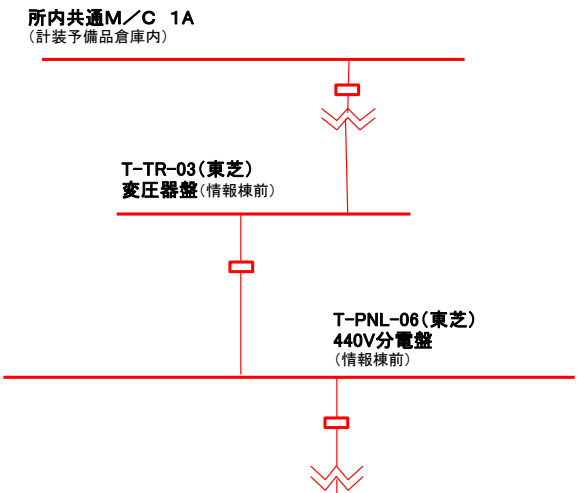 所内共通M／C　1A
（計装予備品倉庫内）
T-TR-03（東芝）
変圧器盤（情報棟前）
T-PNL-06（東芝）
440V分電盤
（情報棟前）